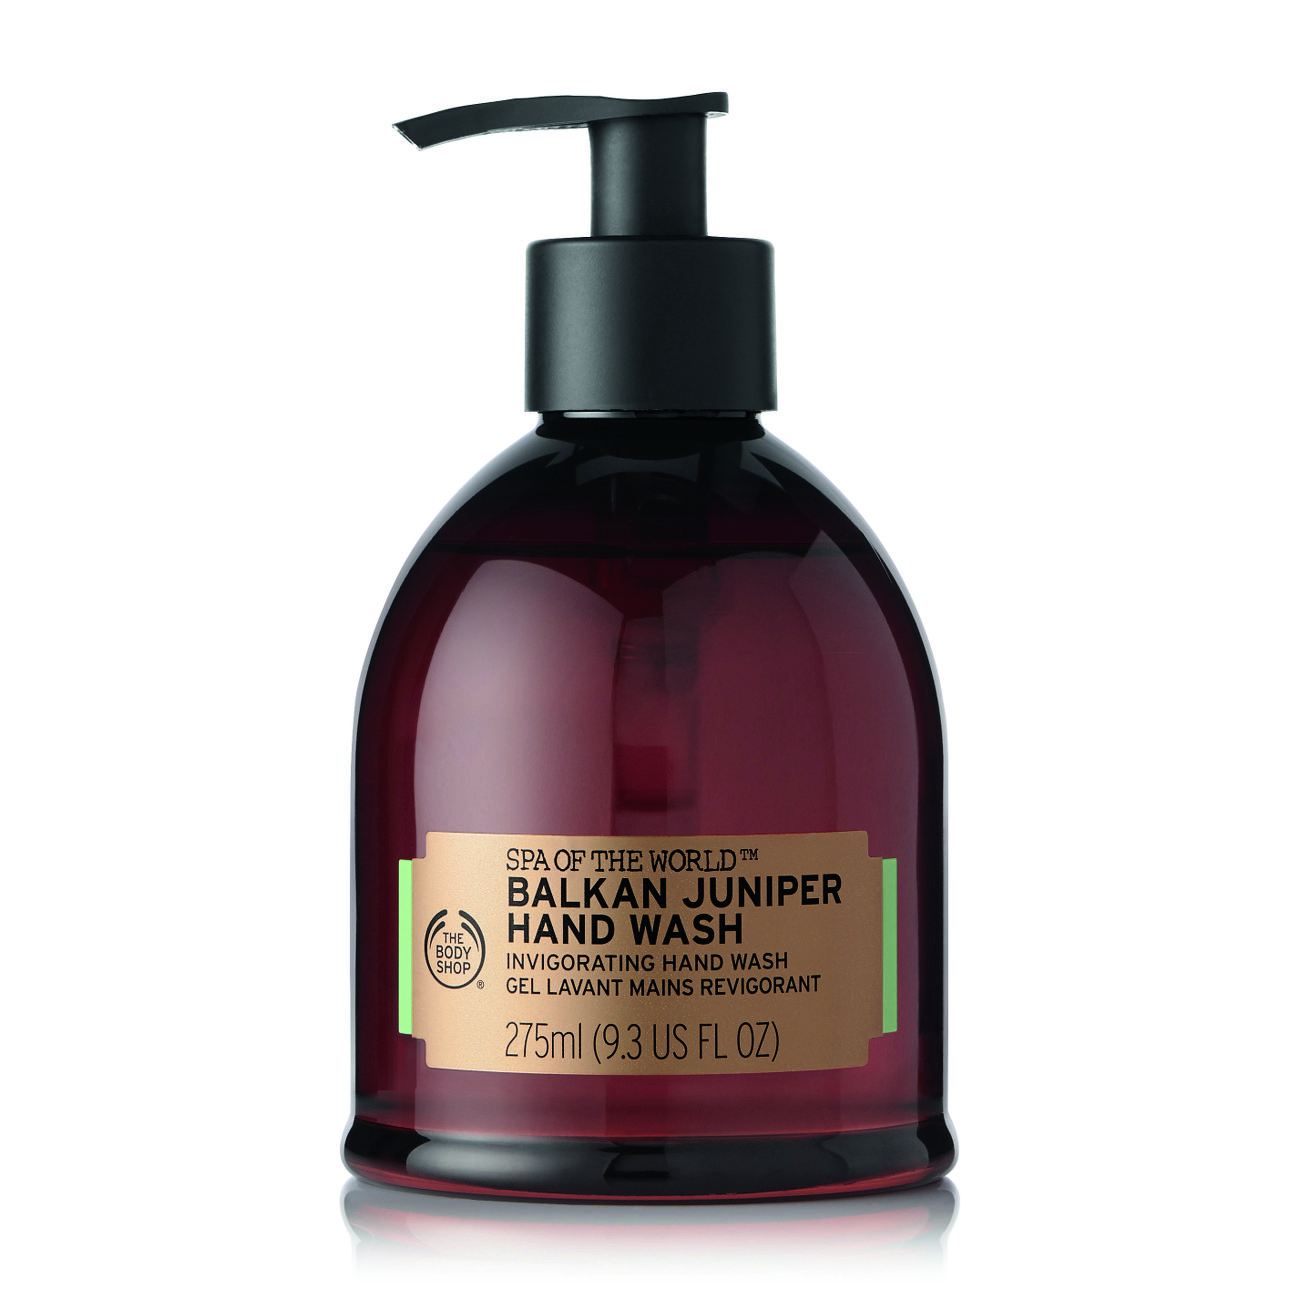 SPA OF THE WORLD™
BALKAN JUNIPER
HAND WASH
INVIGORATING HAND WASH
GEL LAVANT MAINS REVIGORANT
275ml (9.3 US FL OZ)
THE
BODY
SHOP®